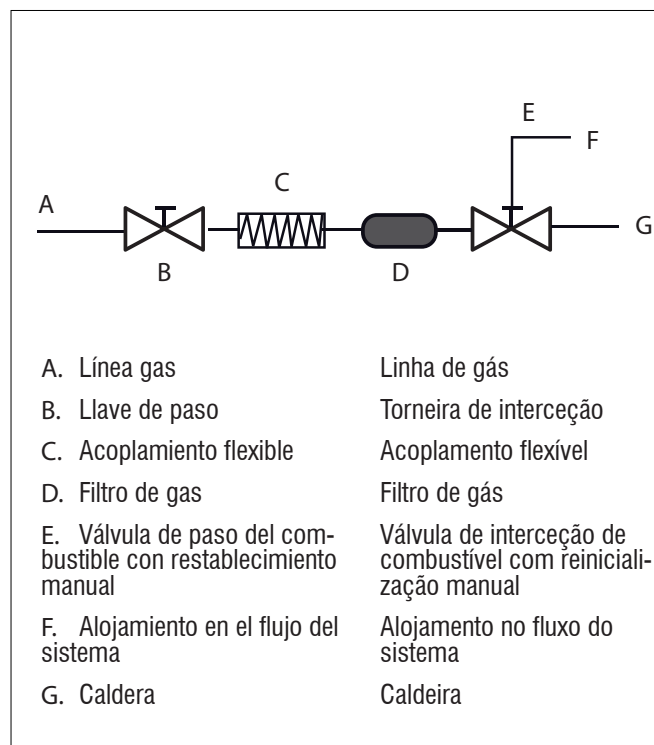 E
F
C
A
G
B
D
A. Línea gas
Linha de gás
B. Llave de paso
Torneira de interceção
C. Acoplamiento flexible
Acoplamento flexível
D. Filtro de gas
Filtro de gás
E. Válvula de paso del com-
bustible con restablecimiento
manual
Válvula de interceção de
combustível com reiniciali-
zação manual
F. Alojamiento en el flujo del
sistema
Alojamento no fluxo do
sistema
G. Caldera
Caldeira